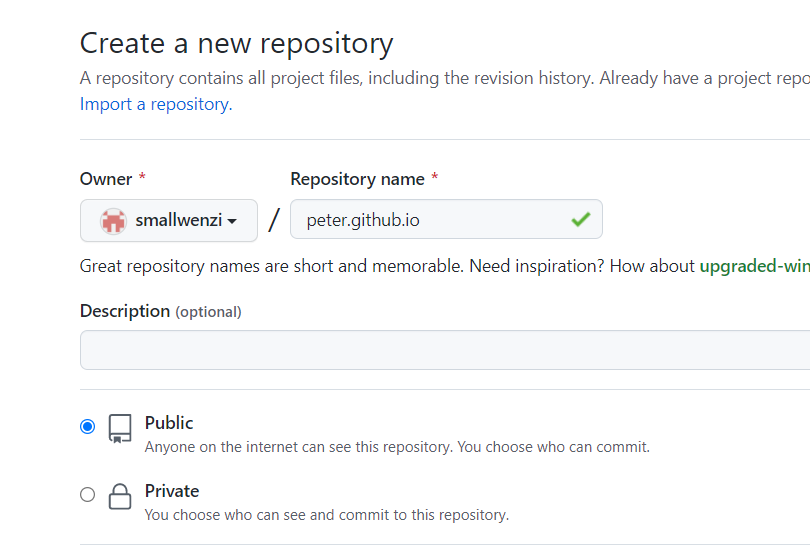 Create a new repository
A repository contains all project files, including the revision history. Already have a project
Import a repository.
Owner *
Repository name *
smallwenzi
/
peter.github.io
Great repository names are short and memorable. Need inspiration? How about
Description (optional)
Public
Anyone on the internet can see this repository. You choose who can commit.
Private
You choose who can see and commit to this repository.